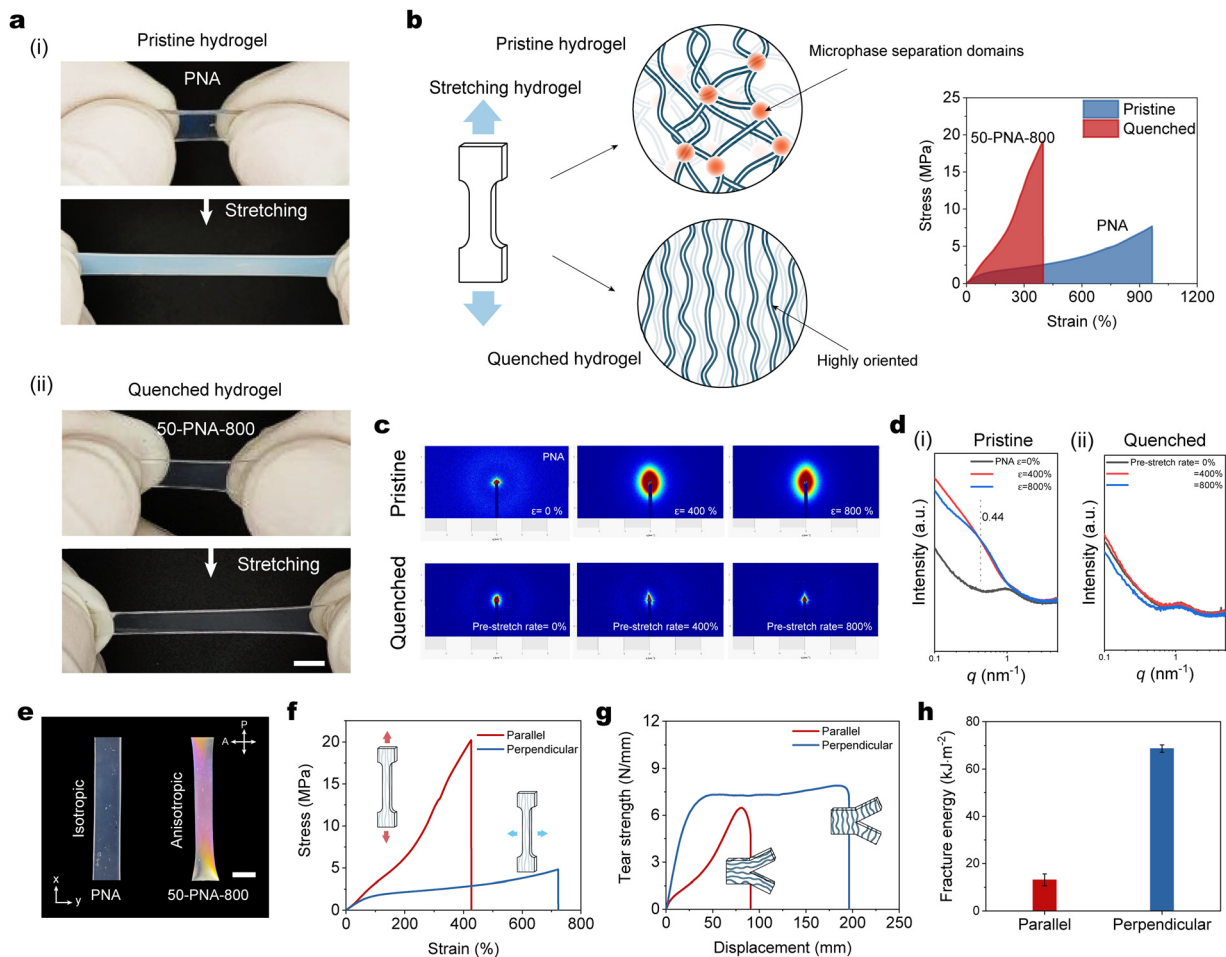 a
(i)
Pristine hydrogel
PNA
Stretching
(ii)
Quenched hydrogel
50-PNA-800
Stretching
b
Pristine hydrogel
Microphase separation domains
Stretching hydrogel
Quenched hydrogel
Highly oriented
Stress (MPa)
25
20
15
10
5
0
Pristine
Quenched
50-PNA-800
PNA
0 300 600 900 1200
Strain (%)
c
Pristine
PNA
ε= 0 %
ε= 400 %
ε= 800 %
Quenched
Pre-stretch rate= 0%
Pre-stretch rate= 400%
Pre-stretch rate= 800%
d
(i) Pristine
PNA ε=0%
ε=400%
ε=800%
0.44
Intensity (a.u.)
0.1 1
q (nm⁻¹)
(ii) Quenched
Pre-stretch rate= 0%
=400%
=800%
Intensity (a.u.)
0.1 1
q (nm⁻¹)
e
P
A
Isotropic
Anisotropic
x
y
PNA
50-PNA-800
f
Stress (MPa)
20
15
10
5
0
Parallel
Perpendicular
0 200 400 600 800
Strain (%)
g
Tear strength (N/mm)
12
9
6
3
0
Parallel
Perpendicular
0 50 100 150 200 250
Displacement (mm)
h
Fracture energy (kJ·m⁻²)
80
70
60
50
40
30
20
10
0
Parallel Perpendicular